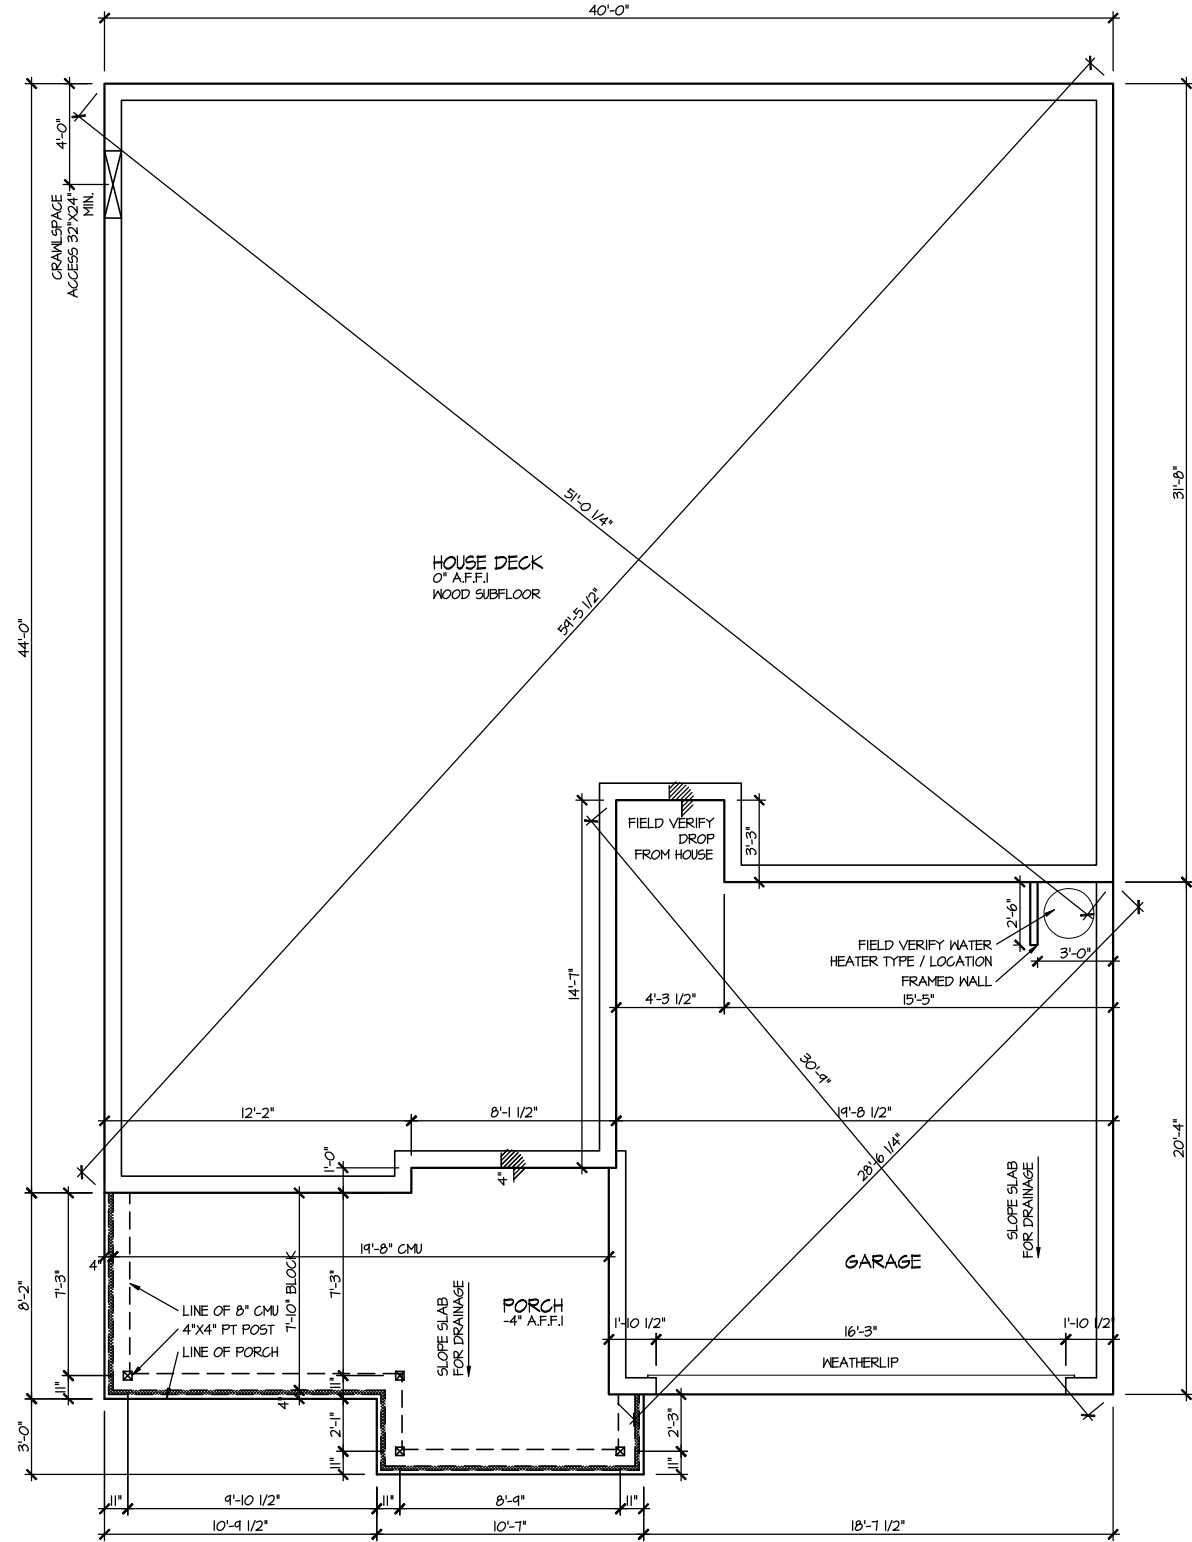 40'-0"
4'-0"
CRAWLSPACE
ACCESS 32"X24"
MIN.
31'-8"
44'-0"
51'-0 1/4"
HOUSE DECK
0" A.F.F.1
WOOD SUBFLOOR
59'-5 1/2"
FIELD VERIFY
DROP
FROM HOUSE
3'-3"
2'-6"
FIELD VERIFY WATER
HEATER TYPE / LOCATION
FRAMED WALL
3'-0"
14'-7"
4'-3 1/2"
15'-5"
30'-9"
12'-2"
8'-1 1/2"
19'-8 1/2"
28'-6 1/4"
20'-4"
1'-0"
4"
SLOPE SLAB
FOR DRAINAGE
GARAGE
19'-8" CMU
4"
8'-2"
7'-3"
7'-10" BLOCK
7'-3"
LINE OF 8" CMU
4"X4" PT POST
LINE OF PORCH
SLOPE SLAB
FOR DRAINAGE
PORCH
-4" A.F.F.1
1'-10 1/2"
16'-3"
1'-10 1/2"
WEATHERLIP
11"
4"
11"
3'-0"
2'-1"
11"
2'-3"
11"
11"
9'-10 1/2"
11"
8'-9"
11"
10'-9 1/2"
10'-7"
18'-7 1/2"